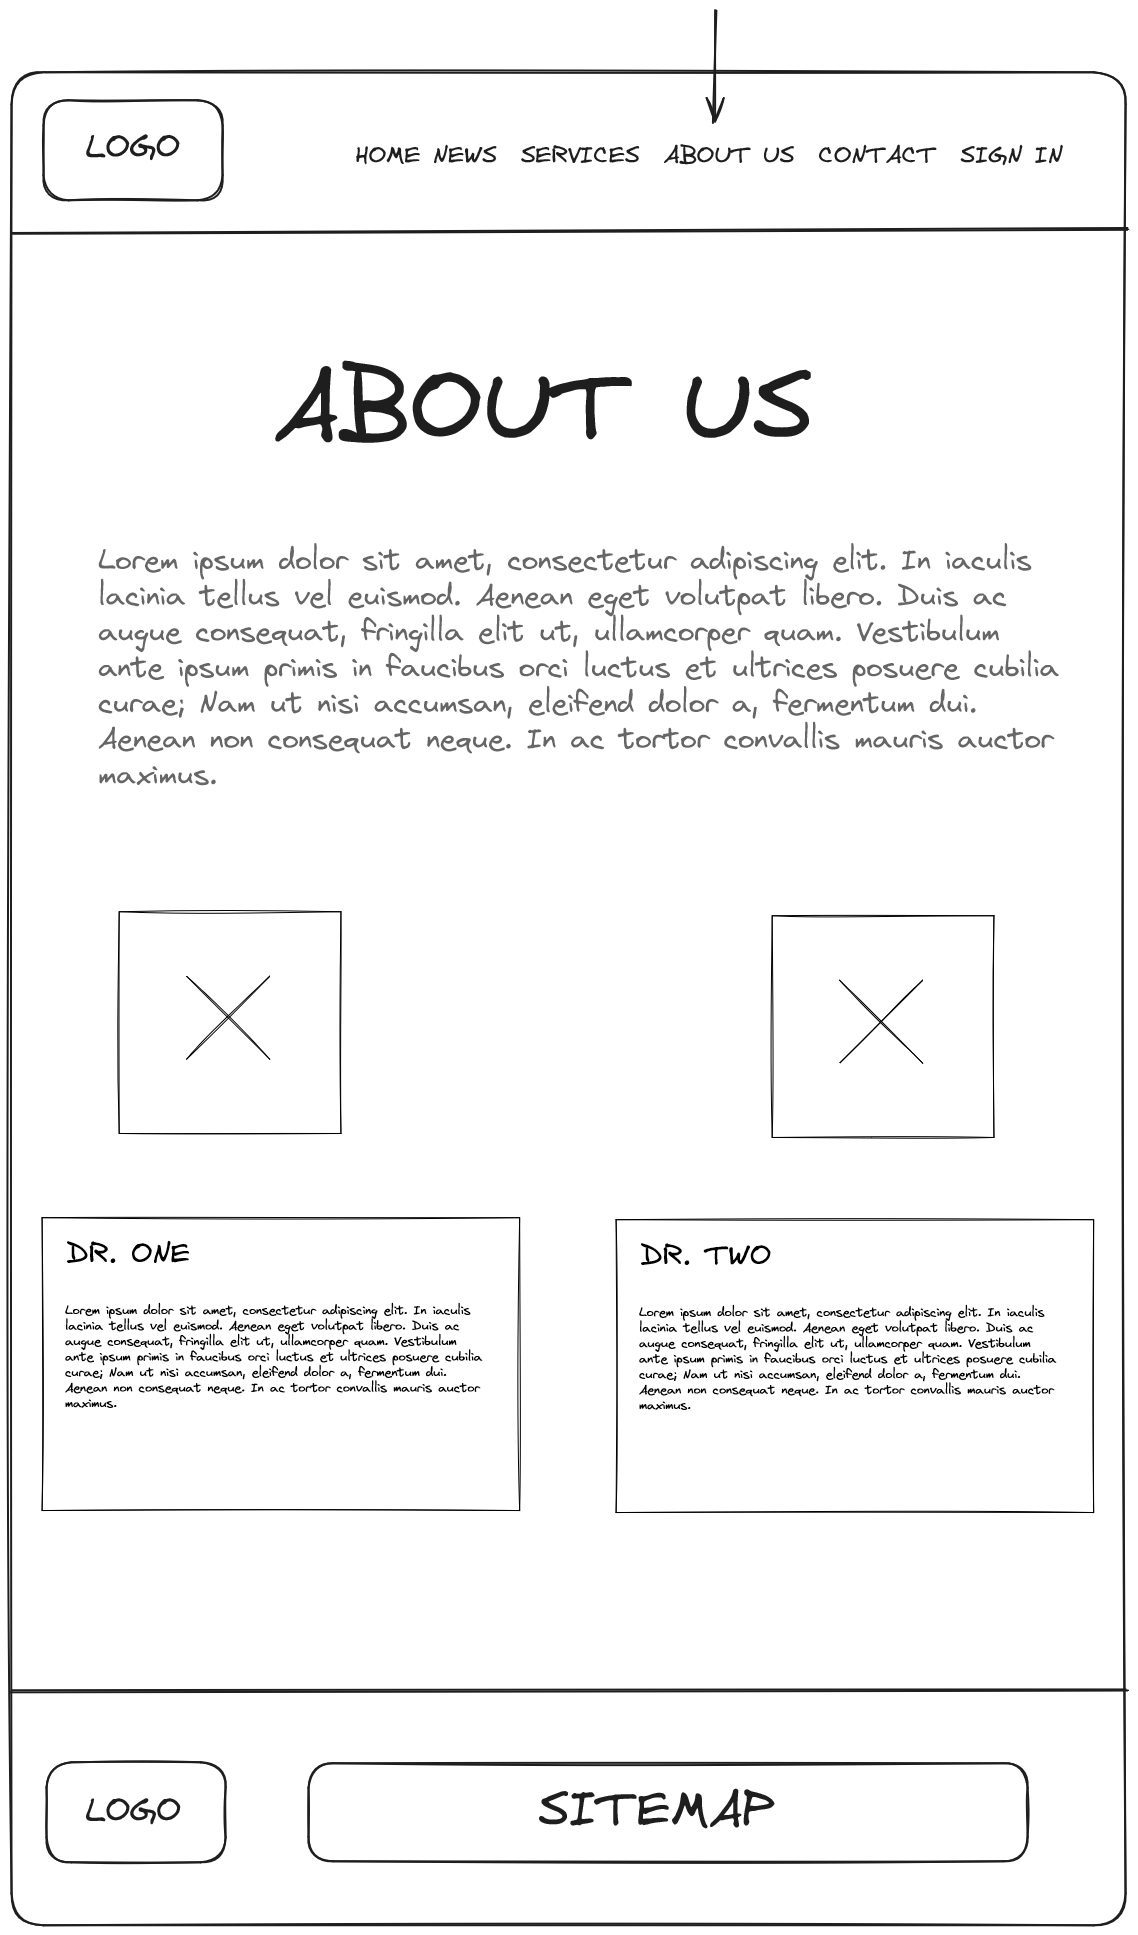 LOGO
HOME NEWS SERVICES ABOUT US CONTACT SIGN IN
ABOUT US
Lorem ipsum dolor sit amet, consectetur adipiscing elit. In iaculis
lacinia tellus vel euismod. Aenean eget volutpat libero. Duis ac
augue consequat, fringilla elit ut, ullamcorper quam. Vestibulum
ante ipsum primis in faucibus orci luctus et ultrices posuere cubilia
curae; Nam ut nisi accumsan, eleifend dolor a, fermentum dui.
Aenean non consequat neque. In ac tortor convallis mauris auctor
maximus.
DR. ONE
Lorem ipsum dolor sit amet, consectetur adipiscing elit. In iaculis
lacinia tellus vel euismod. Aenean eget volutpat libero. Duis ac
augue consequat, fringilla elit ut, ullamcorper quam. Vestibulum
ante ipsum primis in faucibus orci luctus et ultrices posuere cubilia
curae; Nam ut nisi accumsan, eleifend dolor a, fermentum dui.
Aenean non consequat neque. In ac tortor convallis mauris auctor
maximus.
DR. TWO
Lorem ipsum dolor sit amet, consectetur adipiscing elit. In iaculis
lacinia tellus vel euismod. Aenean eget volutpat libero. Duis ac
augue consequat, fringilla elit ut, ullamcorper quam. Vestibulum
ante ipsum primis in faucibus orci luctus et ultrices posuere cubilia
curae; Nam ut nisi accumsan, eleifend dolor a, fermentum dui.
Aenean non consequat neque. In ac tortor convallis mauris auctor
maximus.
LOGO
SITEMAP